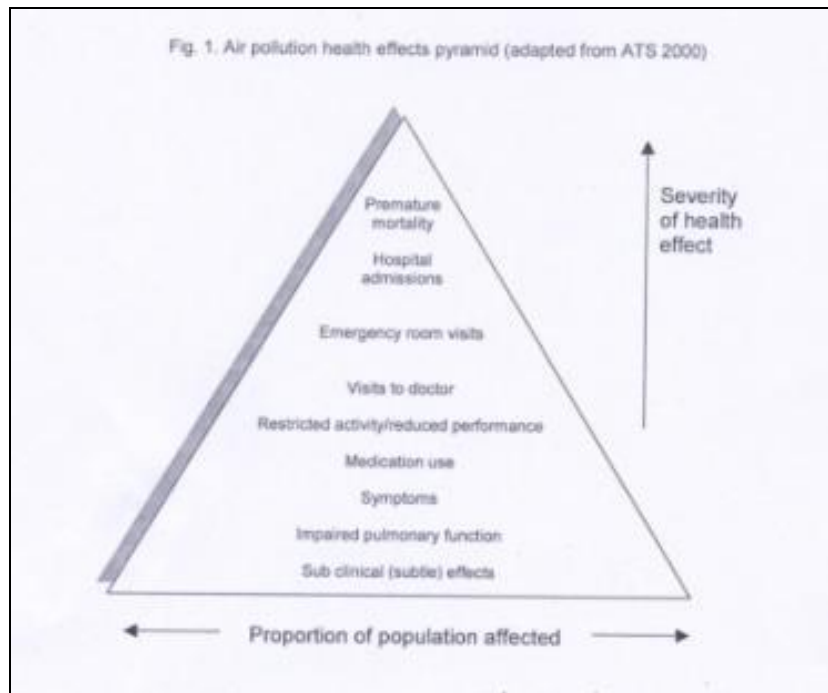 Fig. 1. Air pollution health effects pyramid (adapted from ATS 2000)
Premature
mortality
Severity
of health
effect
Hospital
admissions
Emergency room visits
Visits to doctor
Restricted activity/reduced performance
Medication use
Symptoms
Impaired pulmonary function
Sub clinical (subtle) effects
Proportion of population affected